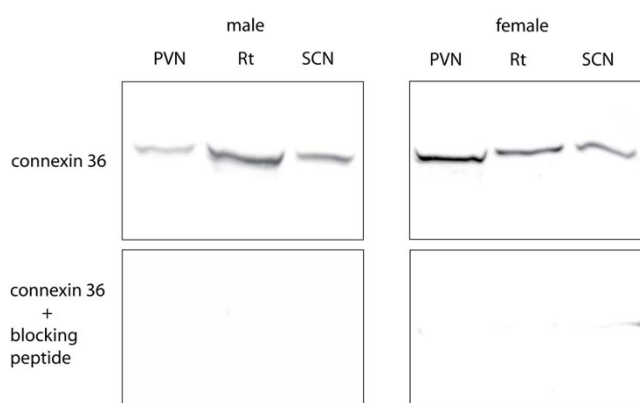 male
female
PVN Rt SCN
PVN Rt SCN
connexin 36
connexin 36
+
blocking
peptide